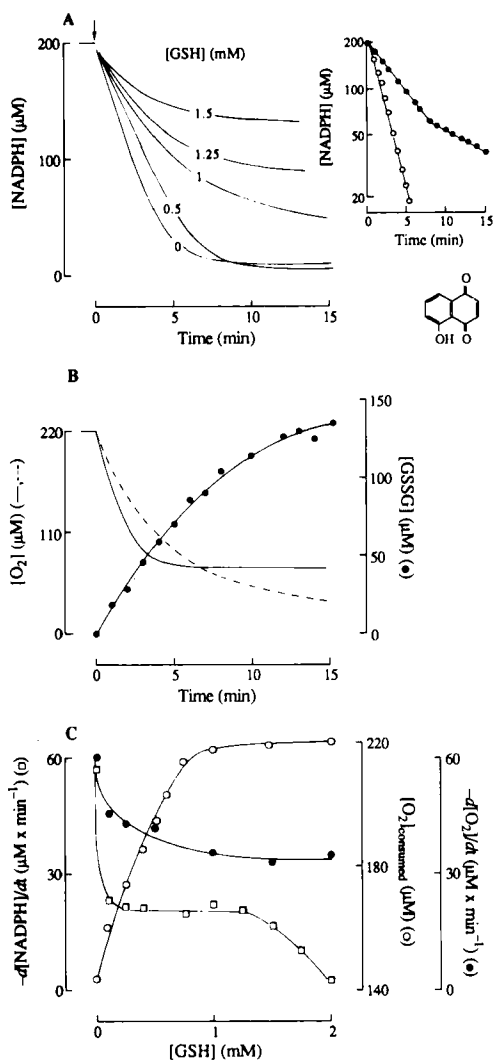 A
[GSH] (mM)
[NADPH] (µM)
200
100
0
1.5
1.25
1
0.5
0
0 5 10 15
Time (min)
[NADPH] (µM)
200
100
50
20
0 5 10 15
Time (min)
O
OH O
B
[O₂] (µM) (—,---)
220
110
0
[GSSG] (µM) (●)
150
100
50
0
0 5 10 15
Time (min)
C
–d[NADPH]/dt (µM x min⁻¹) (□)
60
30
0
[O₂]consumed (µM) (○)
220
180
140
–d[O₂]/dt (µM x min⁻¹) (●)
60
30
0
0 1 2
[GSH] (mM)